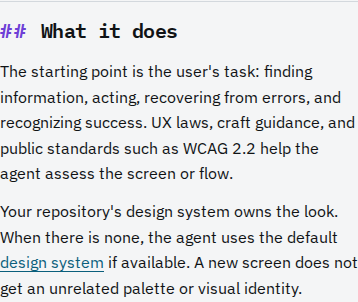 ## What it does
The starting point is the user's task: finding
information, acting, recovering from errors, and
recognizing success. UX laws, craft guidance, and
public standards such as WCAG 2.2 help the
agent assess the screen or flow.
Your repository's design system owns the look.
When there is none, the agent uses the default
design system if available. A new screen does not
get an unrelated palette or visual identity.